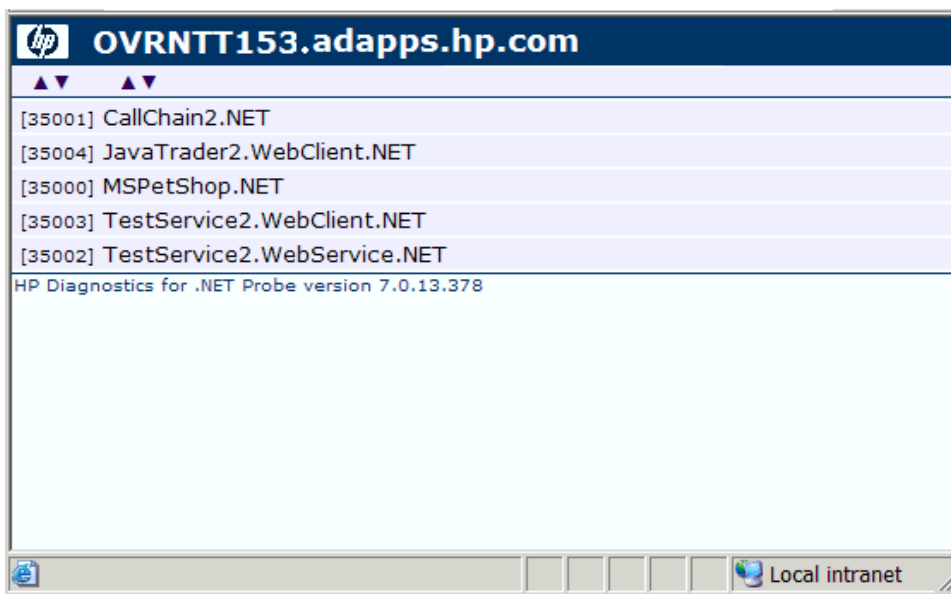 hp OVRNTT153.adapps.hp.com
▲▼ ▲▼
[35001] CallChain2.NET
[35004] JavaTrader2.WebClient.NET
[35000] MSPetShop.NET
[35003] TestService2.WebClient.NET
[35002] TestService2.WebService.NET
HP Diagnostics for .NET Probe version 7.0.13.378
Local intranet